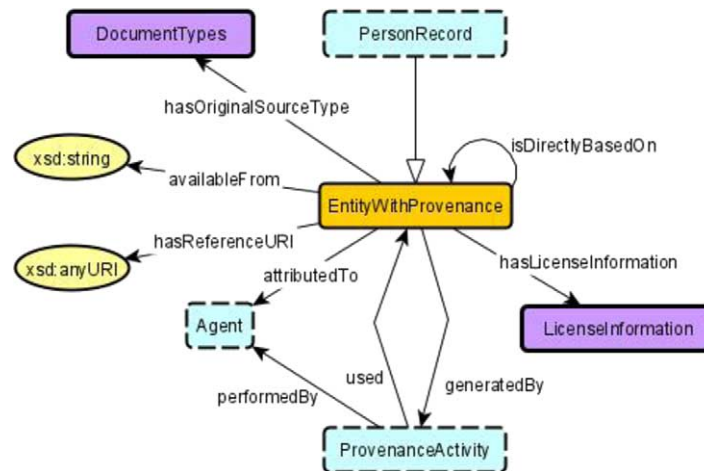 DocumentTypes
PersonRecord
hasOriginalSourceType
isDirectlyBasedOn
xsd:string
availableFrom
EntityWithProvenance
hasReferenceURI
xsd:anyURI
attributedTo
hasLicenseInformation
Agent
LicenseInformation
used
generatedBy
performedBy
ProvenanceActivity